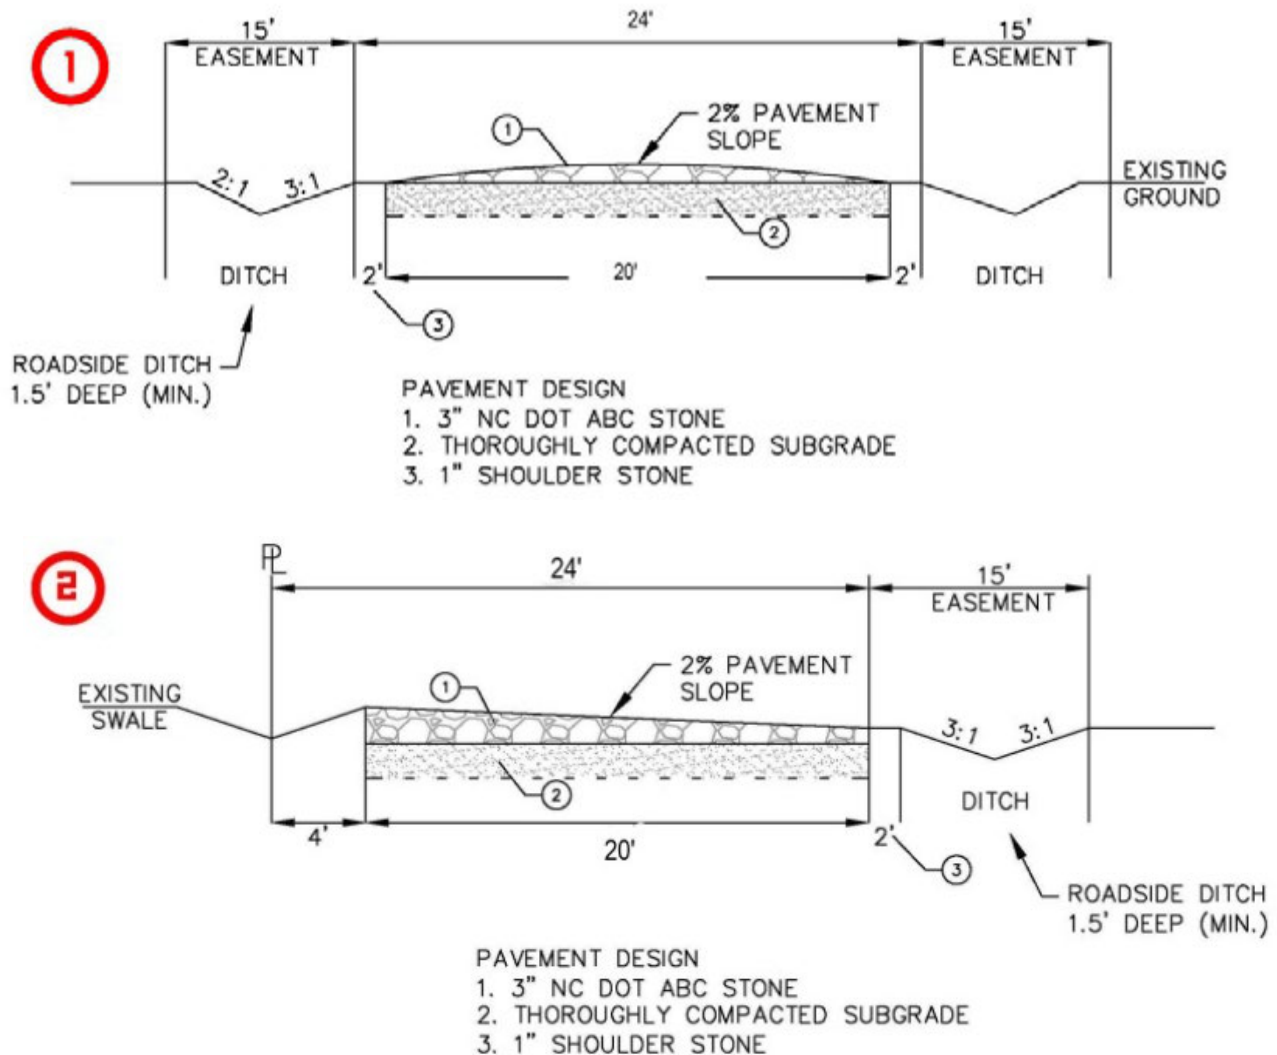 1
15'
EASEMENT
24'
15'
EASEMENT
1
2% PAVEMENT
SLOPE
2:1
3:1
EXISTING
GROUND
2
DITCH
2'
20'
2'
DITCH
3
ROADSIDE DITCH
1.5' DEEP (MIN.)
PAVEMENT DESIGN
1. 3" NC DOT ABC STONE
2. THOROUGHLY COMPACTED SUBGRADE
3. 1" SHOULDER STONE
2
PL
24'
15'
EASEMENT
EXISTING
SWALE
1
2% PAVEMENT
SLOPE
3:1
3:1
2
DITCH
4'
20'
2'
3
ROADSIDE DITCH
1.5' DEEP (MIN.)
PAVEMENT DESIGN
1. 3" NC DOT ABC STONE
2. THOROUGHLY COMPACTED SUBGRADE
3. 1" SHOULDER STONE